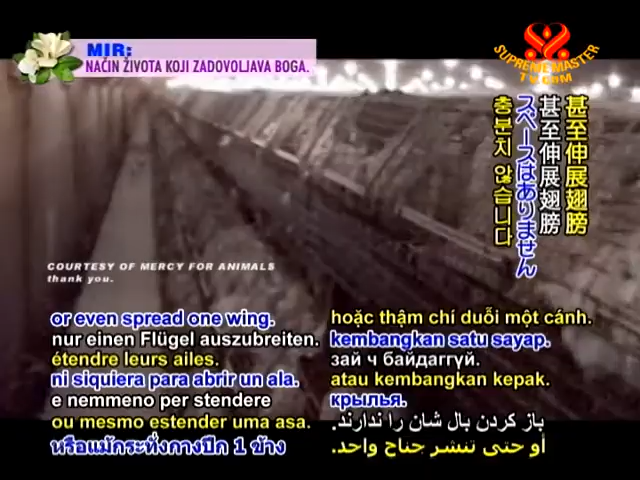 MIR:
NAČIN ŽIVOTA KOJI ZADOVOLJAVA BOGA.
SUPREME MASTER
TV.COM
甚至伸展翅膀
甚至伸展翅膀
スペースはありません
충분치 않습니다
COURTESY OF MERCY FOR ANIMALS
thank you.
or even spread one wing.
nur einen Flügel auszubreiten.
étendre leurs ailes.
ni siquiera para abrir un ala.
e nemmeno per stendere
ou mesmo estender uma asa.
หรือแม้กระทั่งกางปีก 1 ข้าง
hoặc thậm chí duỗi một cánh.
kembangkan satu sayap.
зай ч байдаггүй.
atau kembangkan kepak.
крылья.
باز کردن بال شان را ندارند.
أو حتى تنشر جناح واحد.